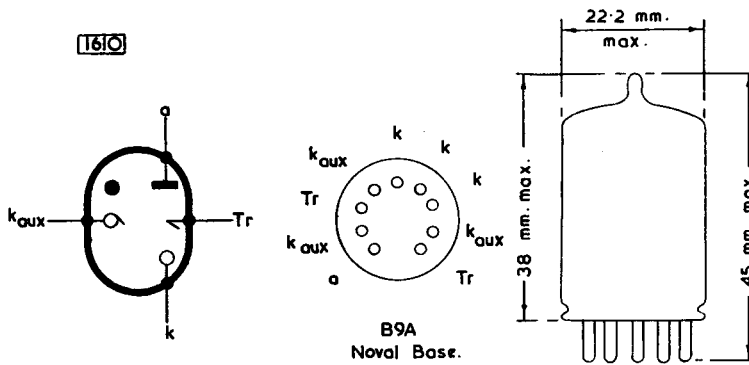 1610
a
k aux
Tr
k
k
k
k
k aux
Tr
k aux
k aux
a
Tr
B9A
Noval Base.
22·2 mm.
max.
38 mm. max.
45 mm. max.